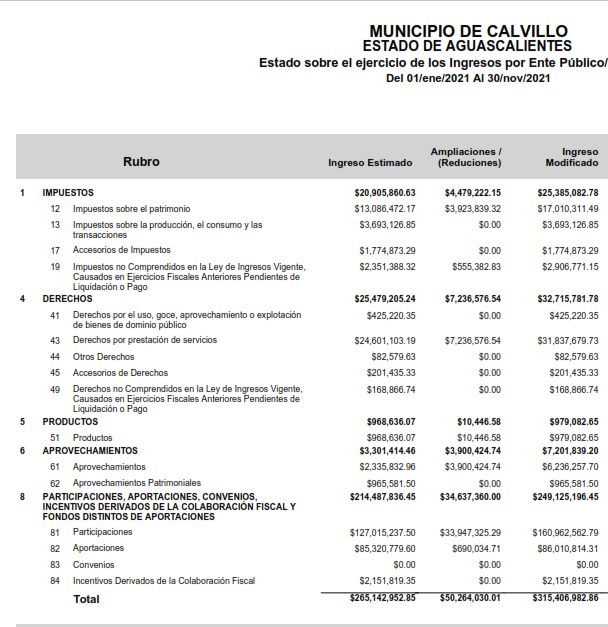 MUNICIPIO DE CALVILLO
ESTADO DE AGUASCALIENTES
Estado sobre el ejercicio de los Ingresos por Ente Público/
Del 01/ene/2021 Al 30/nov/2021
Rubro Ingreso Estimado Ampliaciones / (Reduciones) Ingreso Modificado
1 IMPUESTOS $20,905,860.63 $4,479,222.15 $25,385,082.78
12 Impuestos sobre el patrimonio $13,086,472.17 $3,923,839.32 $17,010,311.49
13 Impuestos sobre la producción, el consumo y las $3,693,126.85 $0.00 $3,693,126.85
transacciones
17 Accesorios de Impuestos $1,774,873.29 $0.00 $1,774,873.29
19 Impuestos no Comprendidos en la Ley de Ingresos Vigente, $2,351,388.32 $555,382.83 $2,906,771.15
Causados en Ejercicios Fiscales Anteriores Pendientes de
Liquidación o Pago
4 DERECHOS $25,479,205.24 $7,236,576.54 $32,715,781.78
41 Derechos por el uso, goce, aprovechamiento o explotación $425,220.35 $0.00 $425,220.35
de bienes de dominio público
43 Derechos por prestación de servicios $24,601,103.19 $7,236,576.54 $31,837,679.73
44 Otros Derechos $82,579.63 $0.00 $82,579.63
45 Accesorios de Derechos $201,435.33 $0.00 $201,435.33
49 Derechos no Comprendidos en la Ley de Ingresos Vigente, $168,866.74 $0.00 $168,866.74
Causados en Ejercicios Fiscales Anteriores Pendientes de
Liquidación o Pago
5 PRODUCTOS $968,636.07 $10,446.58 $979,082.65
51 Productos $968,636.07 $10,446.58 $979,082.65
6 APROVECHAMIENTOS $3,301,414.46 $3,900,424.74 $7,201,839.20
61 Aprovechamientos $2,335,832.96 $3,900,424.74 $6,236,257.70
62 Aprovechamientos Patrimoniales $965,581.50 $0.00 $965,581.50
8 PARTICIPACIONES, APORTACIONES, CONVENIOS, $214,487,836.45 $34,637,360.00 $249,125,196.45
INCENTIVOS DERIVADOS DE LA COLABORACIÓN FISCAL Y
FONDOS DISTINTOS DE APORTACIONES
81 Participaciones $127,015,237.50 $33,947,325.29 $160,962,562.79
82 Aportaciones $85,320,779.60 $690,034.71 $86,010,814.31
83 Convenios $0.00 $0.00 $0.00
84 Incentivos Derivados de la Colaboración Fiscal $2,151,819.35 $0.00 $2,151,819.35
Total $265,142,952.85 $50,264,030.01 $315,406,982.86